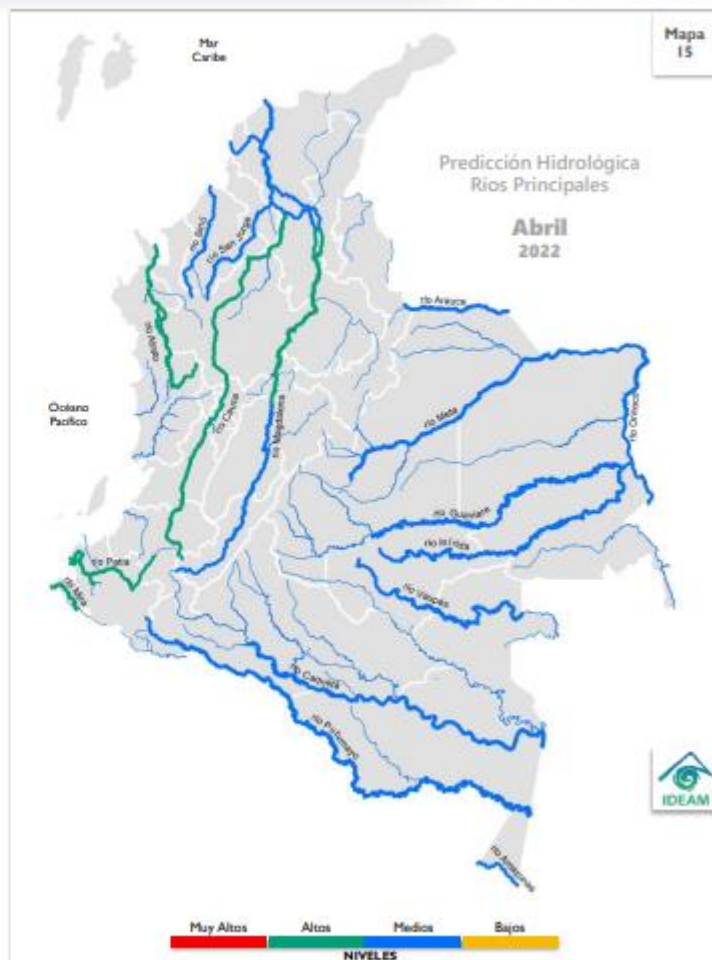 Mapa
15
Mar
Caribe
Predicción Hidrológica
Ríos Principales
Abril
2022
río Sinú
río San Jorge
río Arauca
río Atrato
río Cauca
río Magdalena
río Meta
río Orinoco
Océano
Pacífico
río Guaviare
río Inírida
río Patía
río Mira
río Vaupés
río Caquetá
río Putumayo
IDEAM
río Amazonas
Muy Altos
Altos
Medios
Bajos
NIVELES